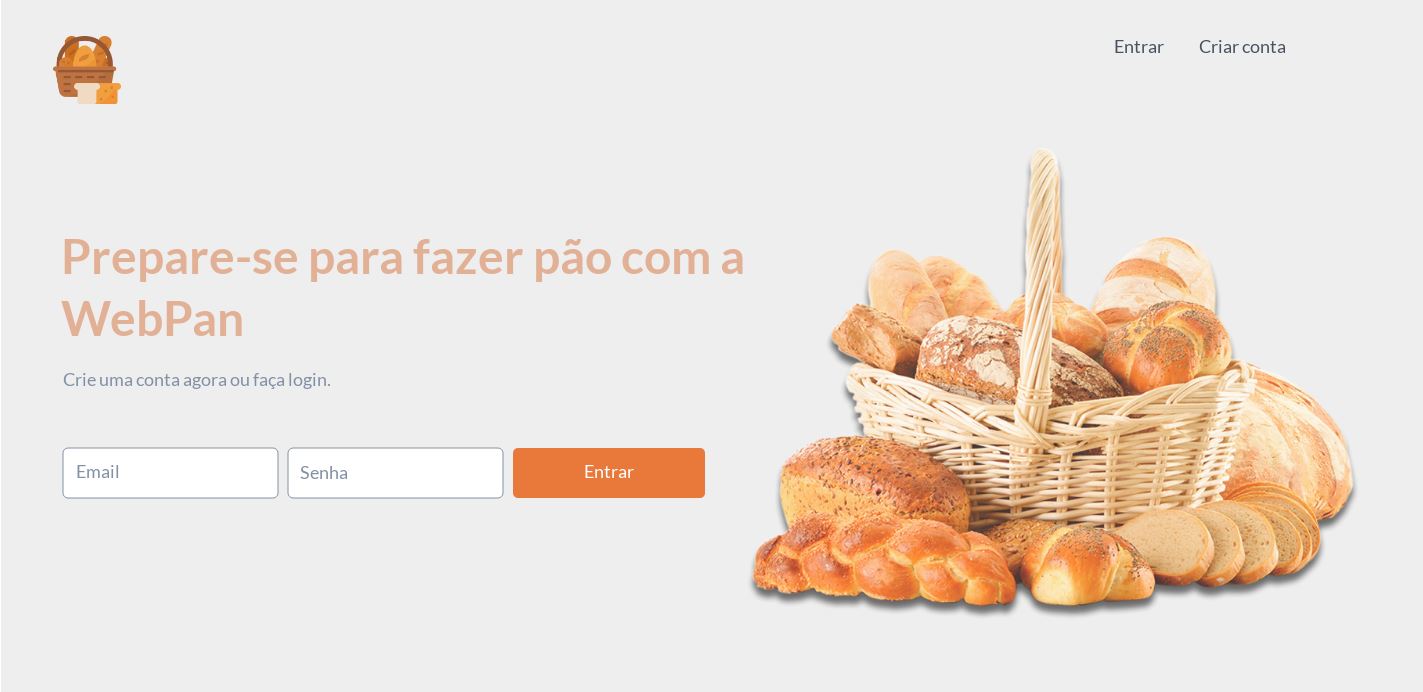 Entrar Criar conta
Prepare-se para fazer pão com a
WebPan
Crie uma conta agora ou faça login.
Email Senha Entrar